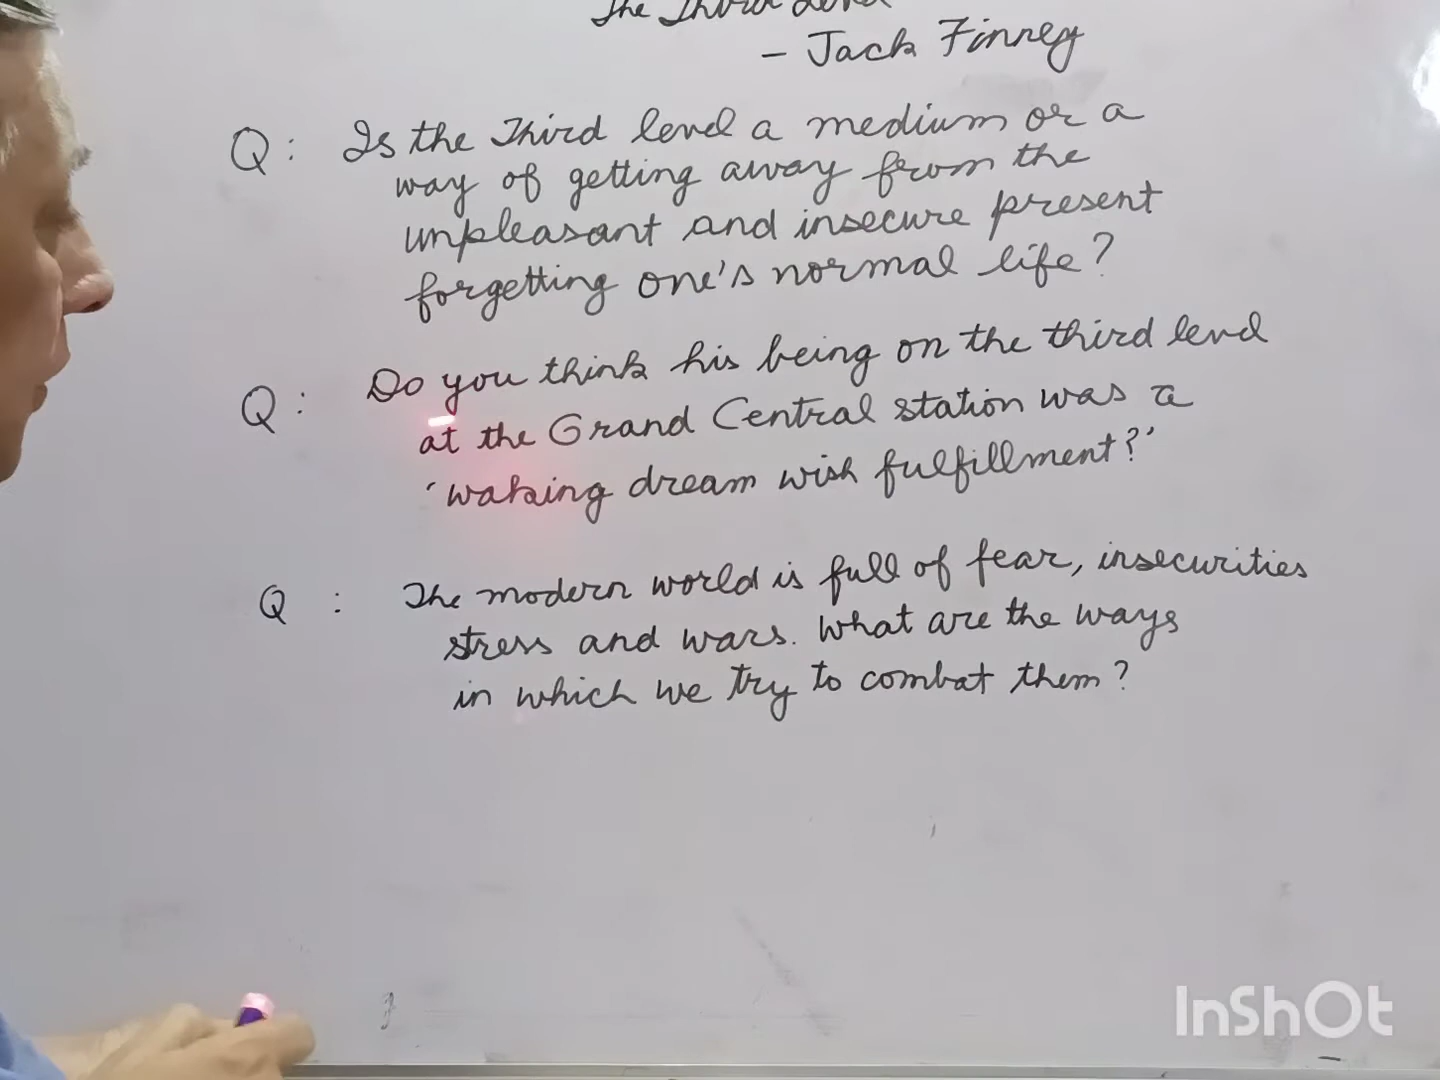 The Third Level
– Jack Finney
Q: Is the Third level a medium or a
way of getting away from the
unpleasant and insecure present
forgetting one's normal life?
Q: Do you think his being on the third level
at the Grand Central station was a
'waking dream wish fulfillment?'
Q: The modern world is full of fear, insecurities
stress and wars. What are the ways
in which we try to combat them?
InShOt